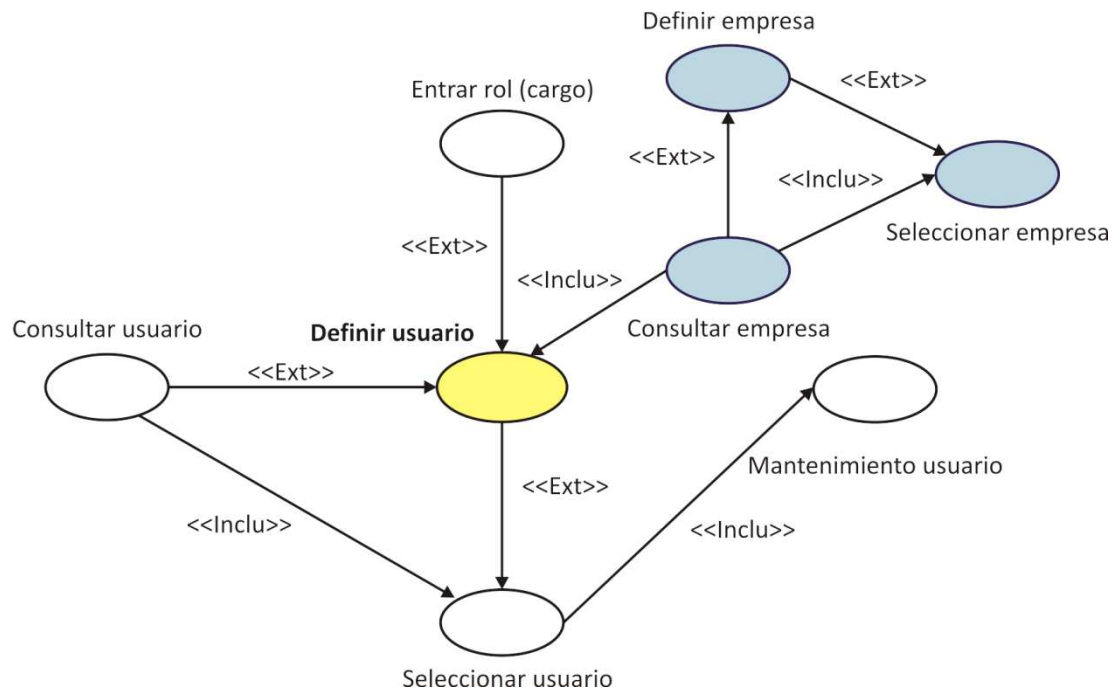 Definir empresa
Entrar rol (cargo)
<<Ext>>
<<Ext>>
<<Inclu>>
Seleccionar empresa
<<Ext>>
<<Inclu>>
Consultar usuario
Definir usuario
Consultar empresa
<<Ext>>
Mantenimiento usuario
<<Ext>>
<<Inclu>>
<<Inclu>>
Seleccionar usuario